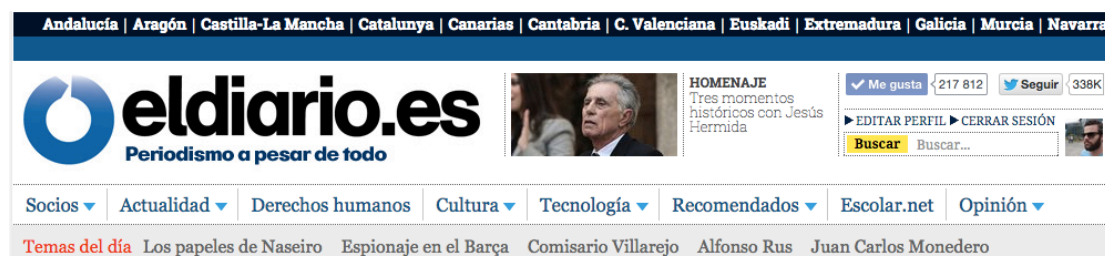 Andalucía | Aragón | Castilla-La Mancha | Catalunya | Canarias | Cantabria | C. Valenciana | Euskadi | Extremadura | Galicia | Murcia | Navarra
eldiario.es
Periodismo a pesar de todo
HOMENAJE
Tres momentos
históricos con Jesús
Hermida
Me gusta 217 812 Seguir 338K
EDITAR PERFIL CERRAR SESIÓN
Buscar Buscar...
Socios Actualidad Derechos humanos Cultura Tecnología Recomendados Escolar.net Opinión
Temas del día Los papeles de Naseiro Espionaje en el Barça Comisario Villarejo Alfonso Rus Juan Carlos Monedero